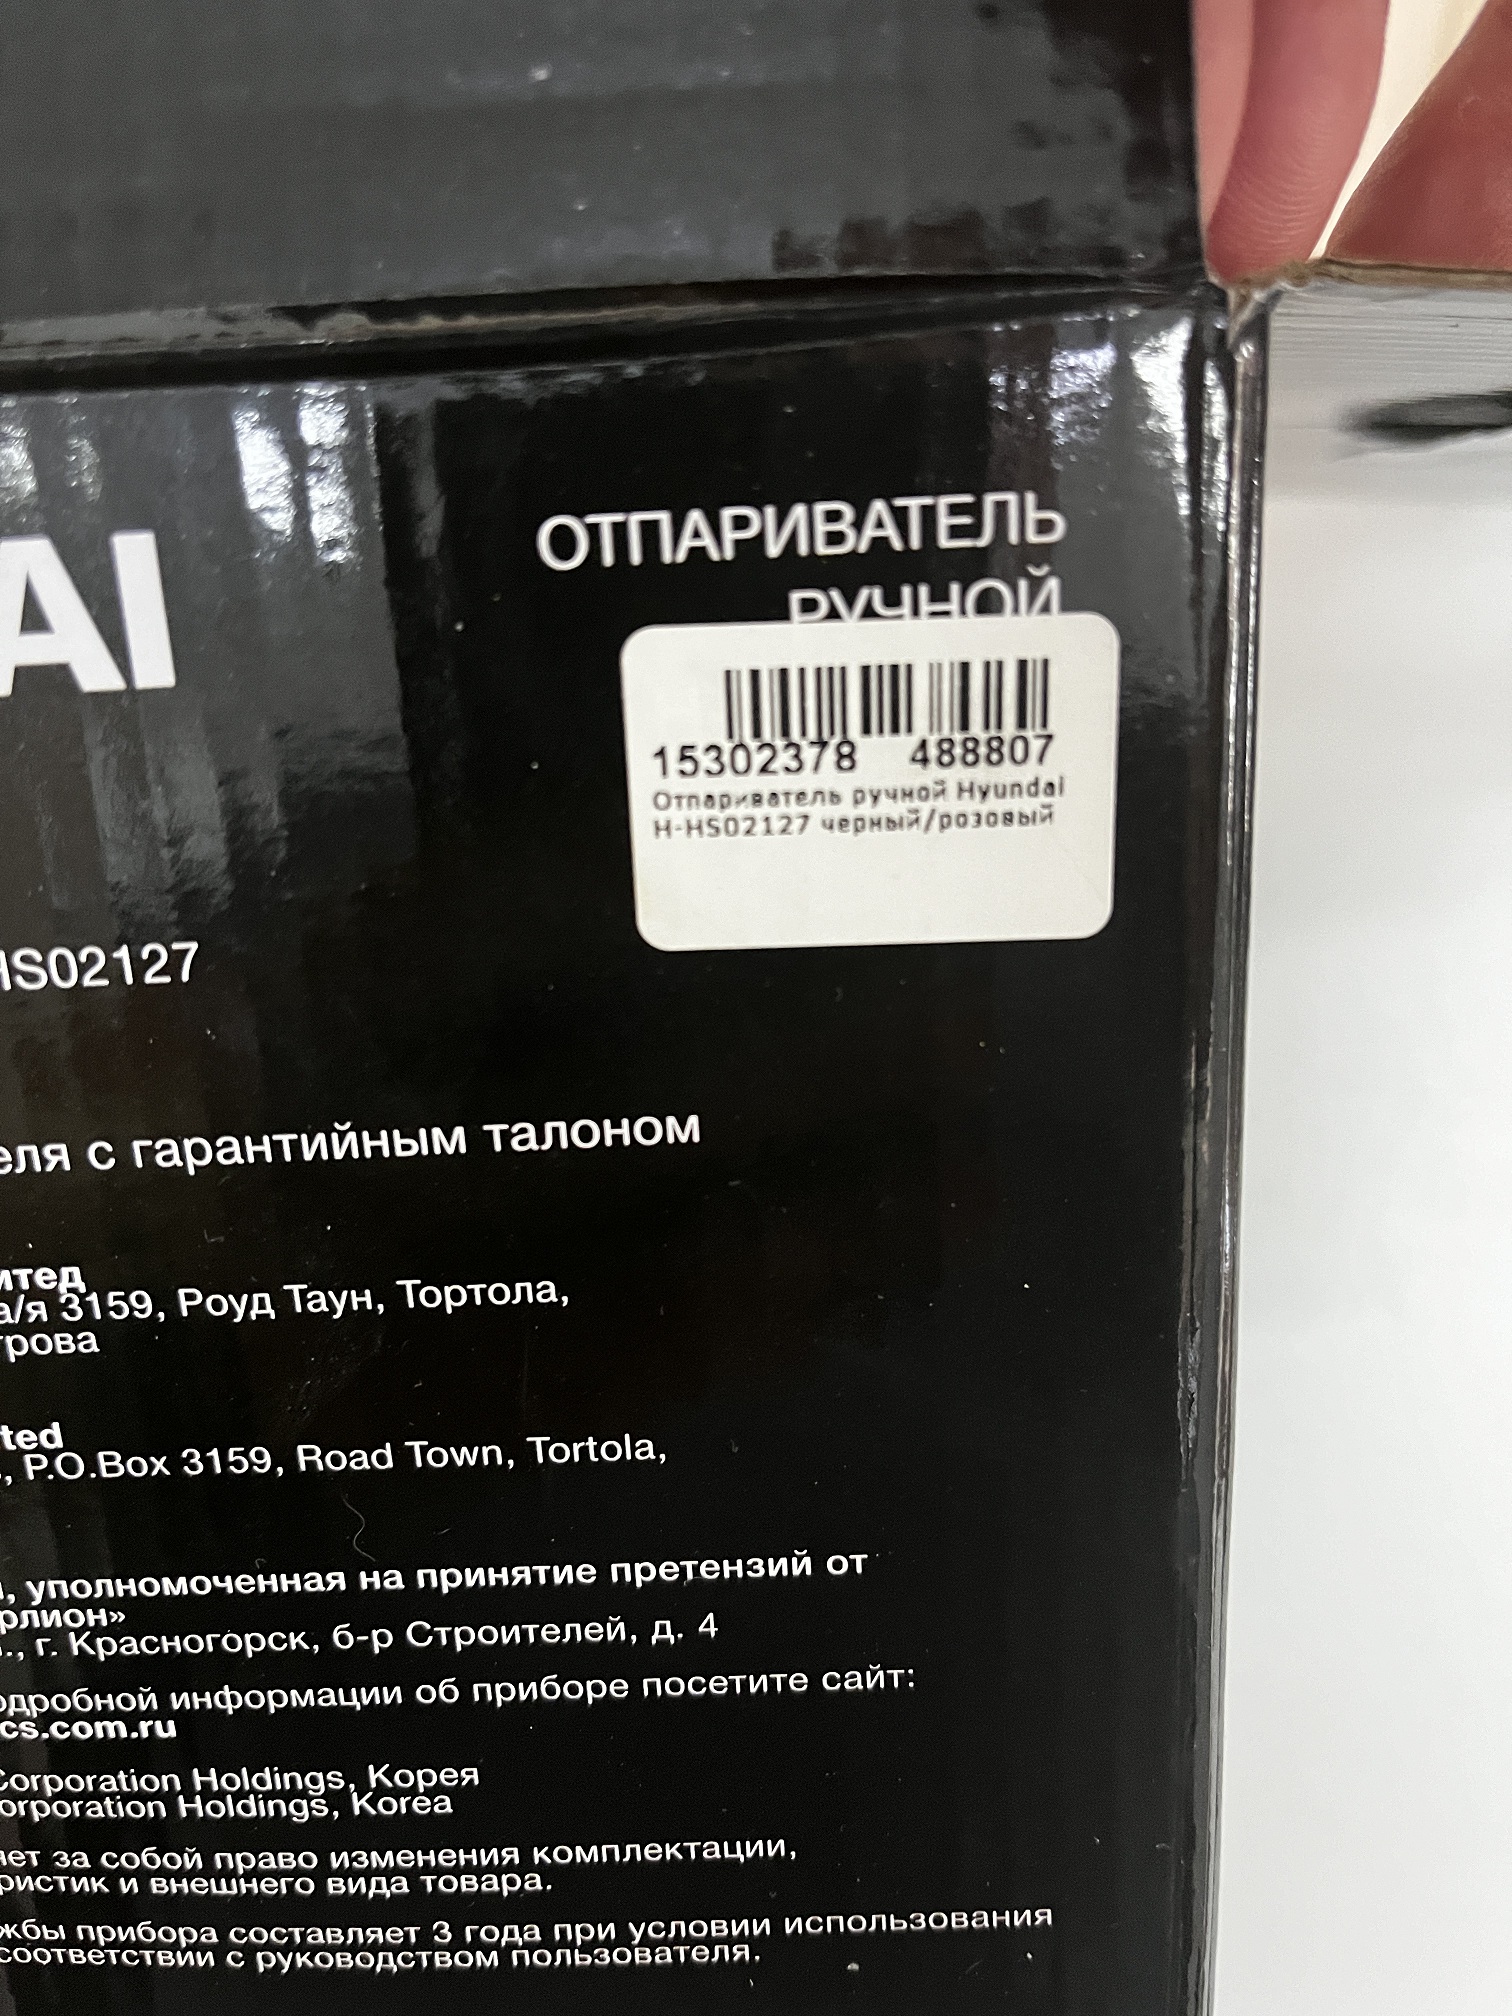 AI
ОТПАРИВАТЕЛЬ
РУЧНОЙ
15302378 488807
Отпариватель ручной Hyundai
H-HS02127 черный/розовый
HS02127
еля с гарантийным талоном
итед
а/я 3159, Роуд Таун, Тортола,
трова
ted
., P.O.Box 3159, Road Town, Tortola,
, уполномоченная на принятие претензий от
рлион»
., г. Красногорск, б-р Строителей, д. 4
одробной информации об приборе посетите сайт:
cs.com.ru
Corporation Holdings, Корея
orporation Holdings, Korea
яет за собой право изменения комплектации,
ристик и внешнего вида товара.
жбы прибора составляет 3 года при условии использования
соответствии с руководством пользователя.